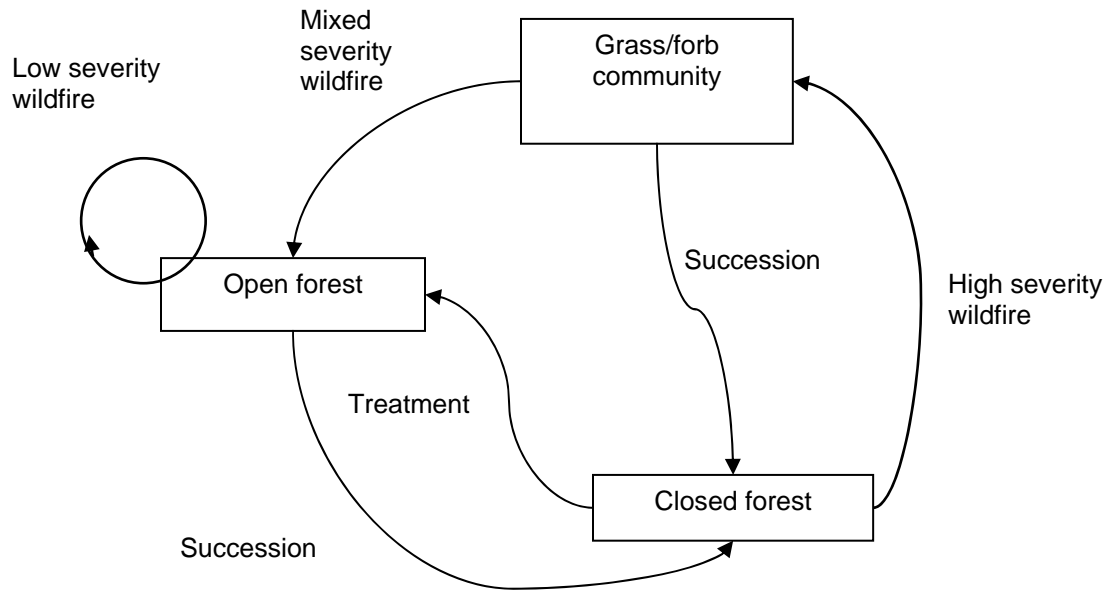 Mixed
severity
wildfire
Grass/forb
community
Low severity
wildfire
Succession
Open forest
High severity
wildfire
Treatment
Closed forest
Succession